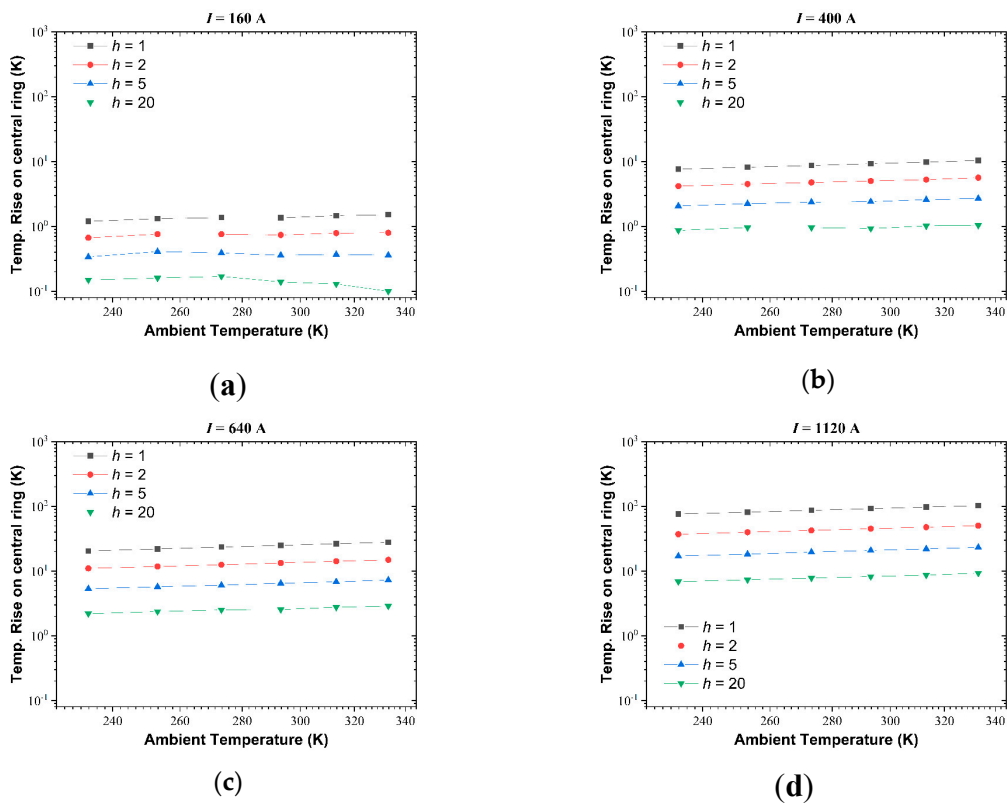 I = 160 A
10³
10²
10¹
10⁰
10⁻¹
Temp. Rise on central ring (K)
h = 1
h = 2
h = 5
h = 20
240 260 280 300 320 340
Ambient Temperature (K)
(a)
I = 400 A
10³
10²
10¹
10⁰
10⁻¹
Temp. Rise on central ring (K)
h = 1
h = 2
h = 5
h = 20
240 260 280 300 320 340
Ambient Temperature (K)
(b)
I = 640 A
10³
10²
10¹
10⁰
10⁻¹
Temp. Rise on central ring (K)
h = 1
h = 2
h = 5
h = 20
240 260 280 300 320 340
Ambient Temperature (K)
(c)
I = 1120 A
10³
10²
10¹
10⁰
10⁻¹
Temp. Rise on central ring (K)
h = 1
h = 2
h = 5
h = 20
240 260 280 300 320 340
Ambient Temperature (K)
(d)